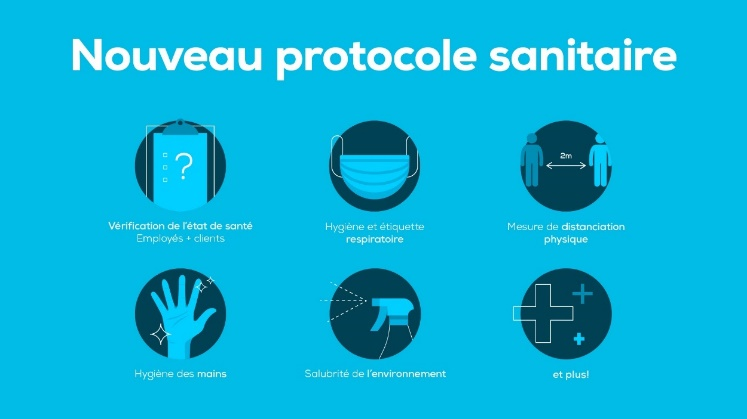 Nouveau protocole sanitaire
?
2m
Vérification de l'état de santé
Employés + clients
Hygiène et étiquette
respiratoire
Mesure de distanciation
physique
Hygiène des mains
Salubrité de l'environnement
et plus!